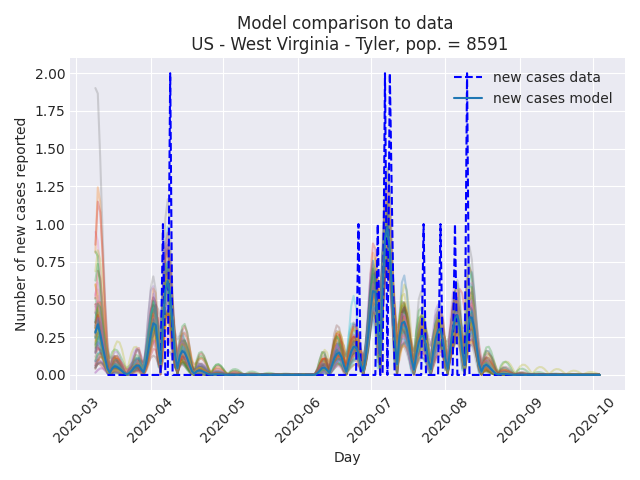 Model comparison to data
US - West Virginia - Tyler, pop. = 8591
new cases data
new cases model
Number of new cases reported
2.00
1.75
1.50
1.25
1.00
0.75
0.50
0.25
0.00
2020-03
2020-04
2020-05
2020-06
2020-07
2020-08
2020-09
2020-10
Day